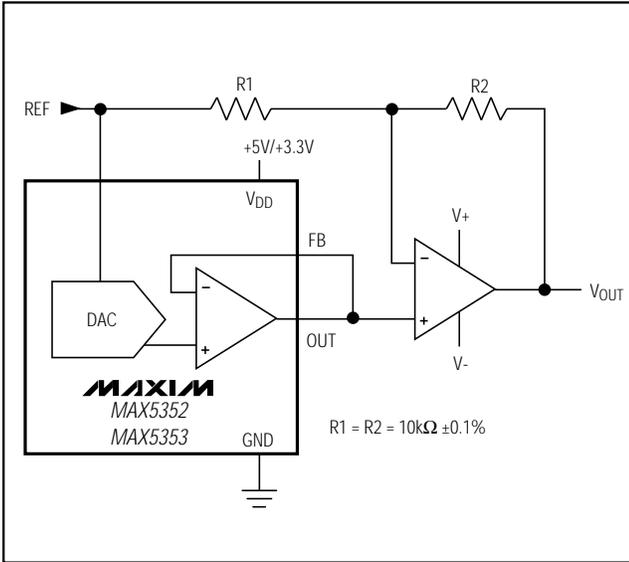 R1
R2
REF
+5V/+3.3V
VDD
V+
FB
−
−
DAC
VOUT
+
OUT
+
V-
MAXIM
MAX5352
MAX5353
GND
R1 = R2 = 10kΩ ±0.1%